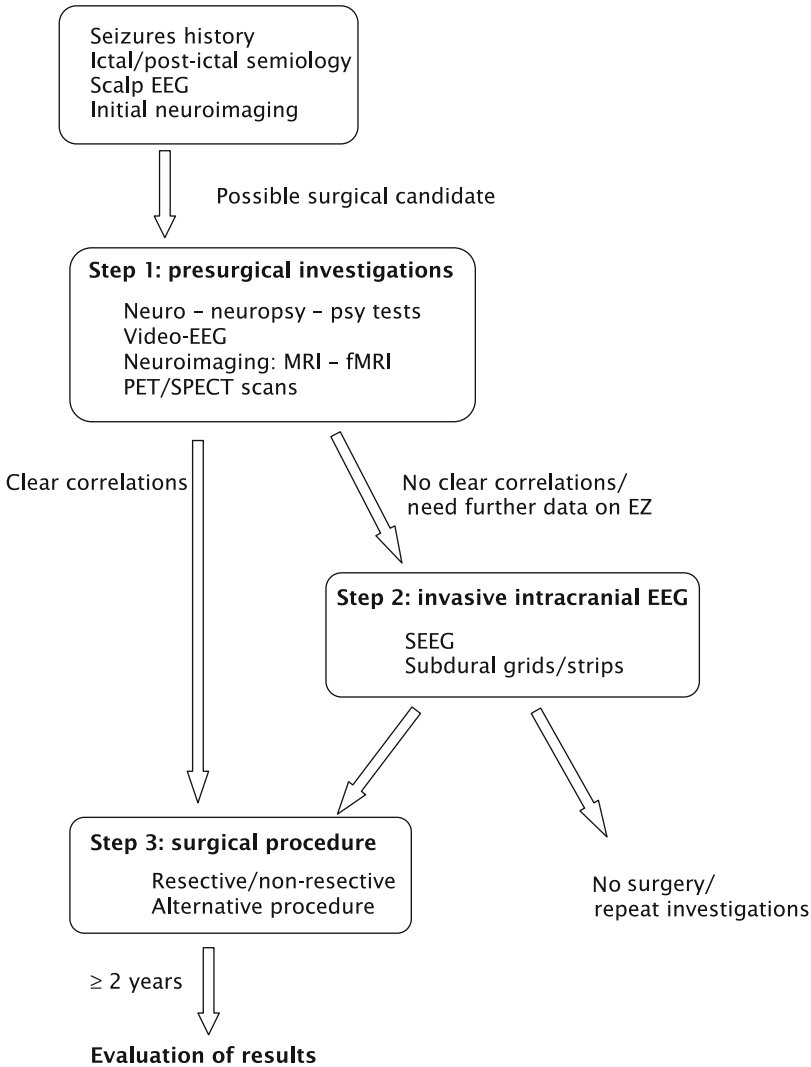 Seizures history
Ictal/post-ictal semiology
Scalp EEG
Initial neuroimaging
Possible surgical candidate
Step 1: presurgical investigations
Neuro – neuropsy – psy tests
Video-EEG
Neuroimaging: MRI – fMRI
PET/SPECT scans
Clear correlations
No clear correlations/
need further data on EZ
Step 2: invasive intracranial EEG
SEEG
Subdural grids/strips
Step 3: surgical procedure
Resective/non-resective
Alternative procedure
No surgery/
repeat investigations
≥ 2 years
Evaluation of results